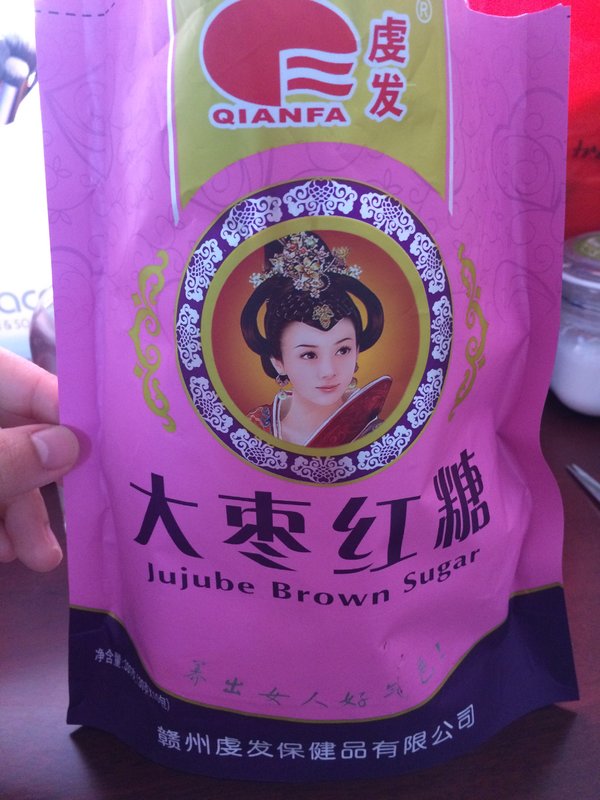 ®
虔发
QIANFA
大枣红糖
Jujube Brown Sugar
养出女人好气色!
赣州虔发保健品有限公司